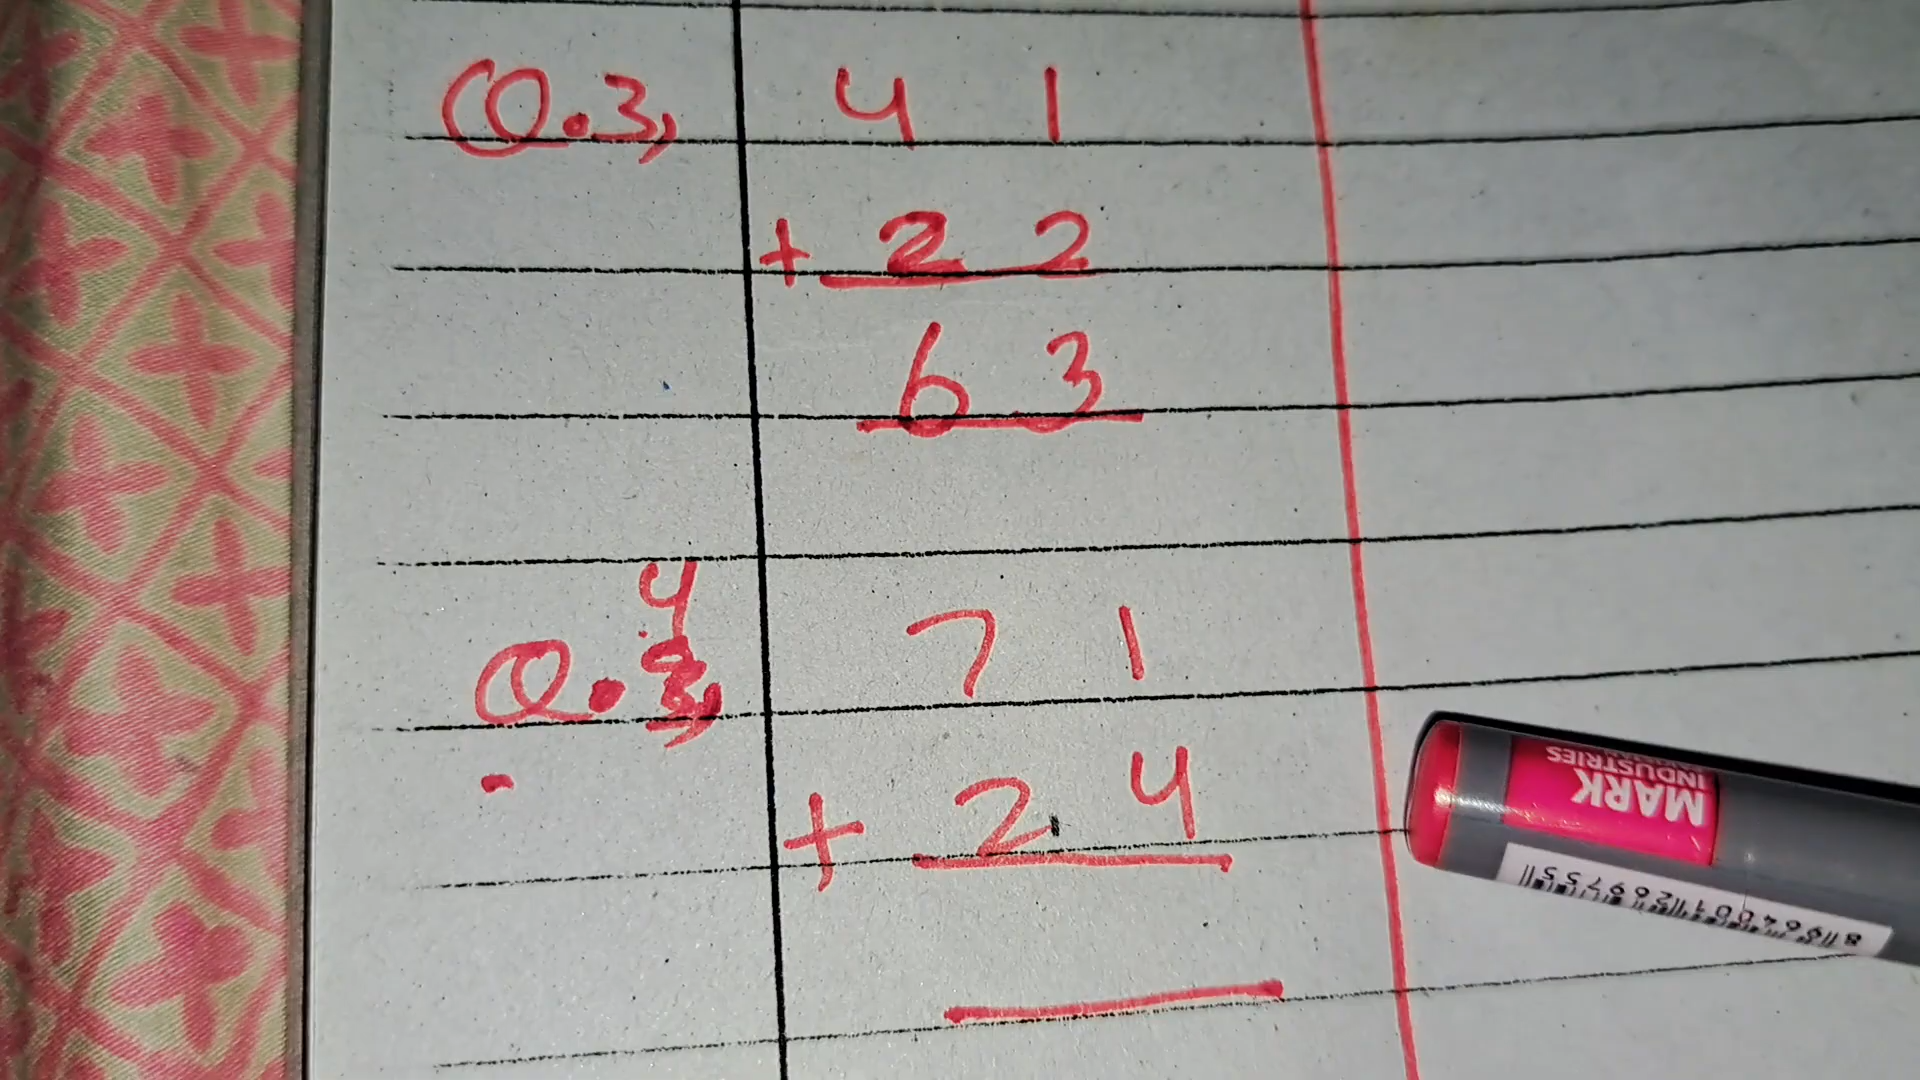 Q.3, 4 1
+ 2 2
6 3
4
Q. 7 1
+ 2 4
MARK
INDUSTRIES